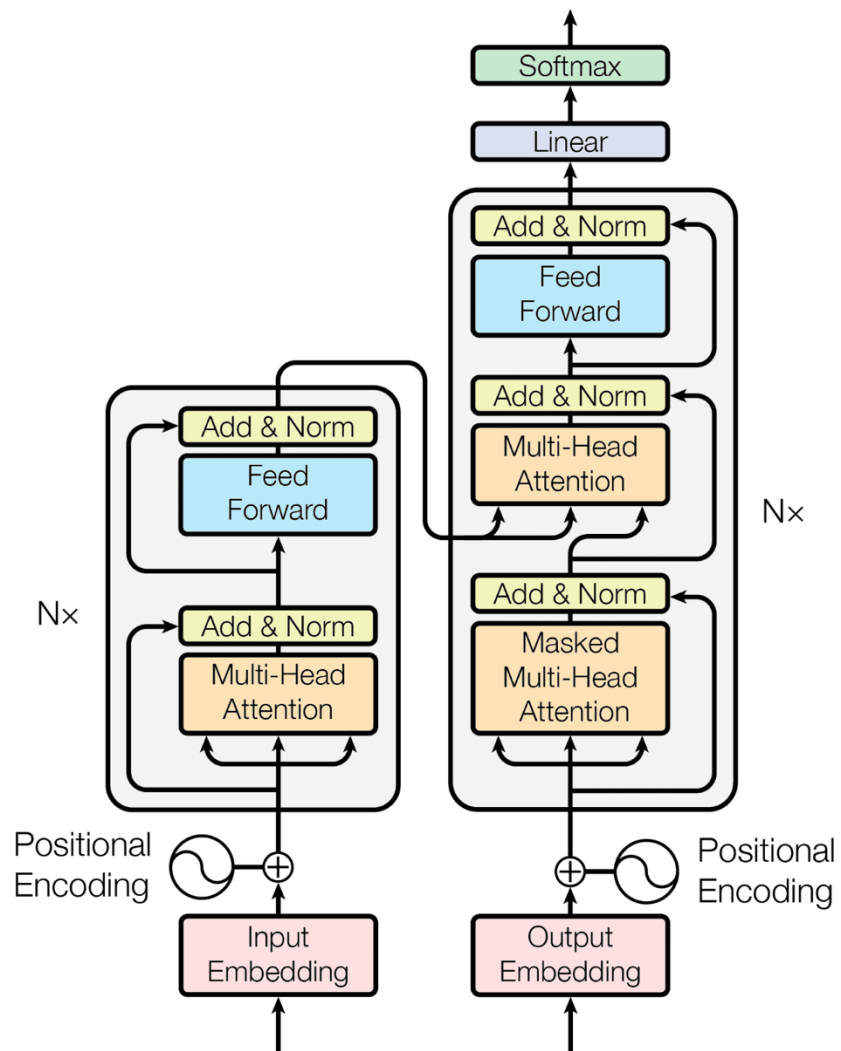 Softmax
Linear
Add & Norm
Feed
Forward
Add & Norm
Multi-Head
Attention
Add & Norm
Masked
Multi-Head
Attention
Nx
Add & Norm
Feed
Forward
Add & Norm
Multi-Head
Attention
Nx
Positional
Encoding
Positional
Encoding
Input
Embedding
Output
Embedding